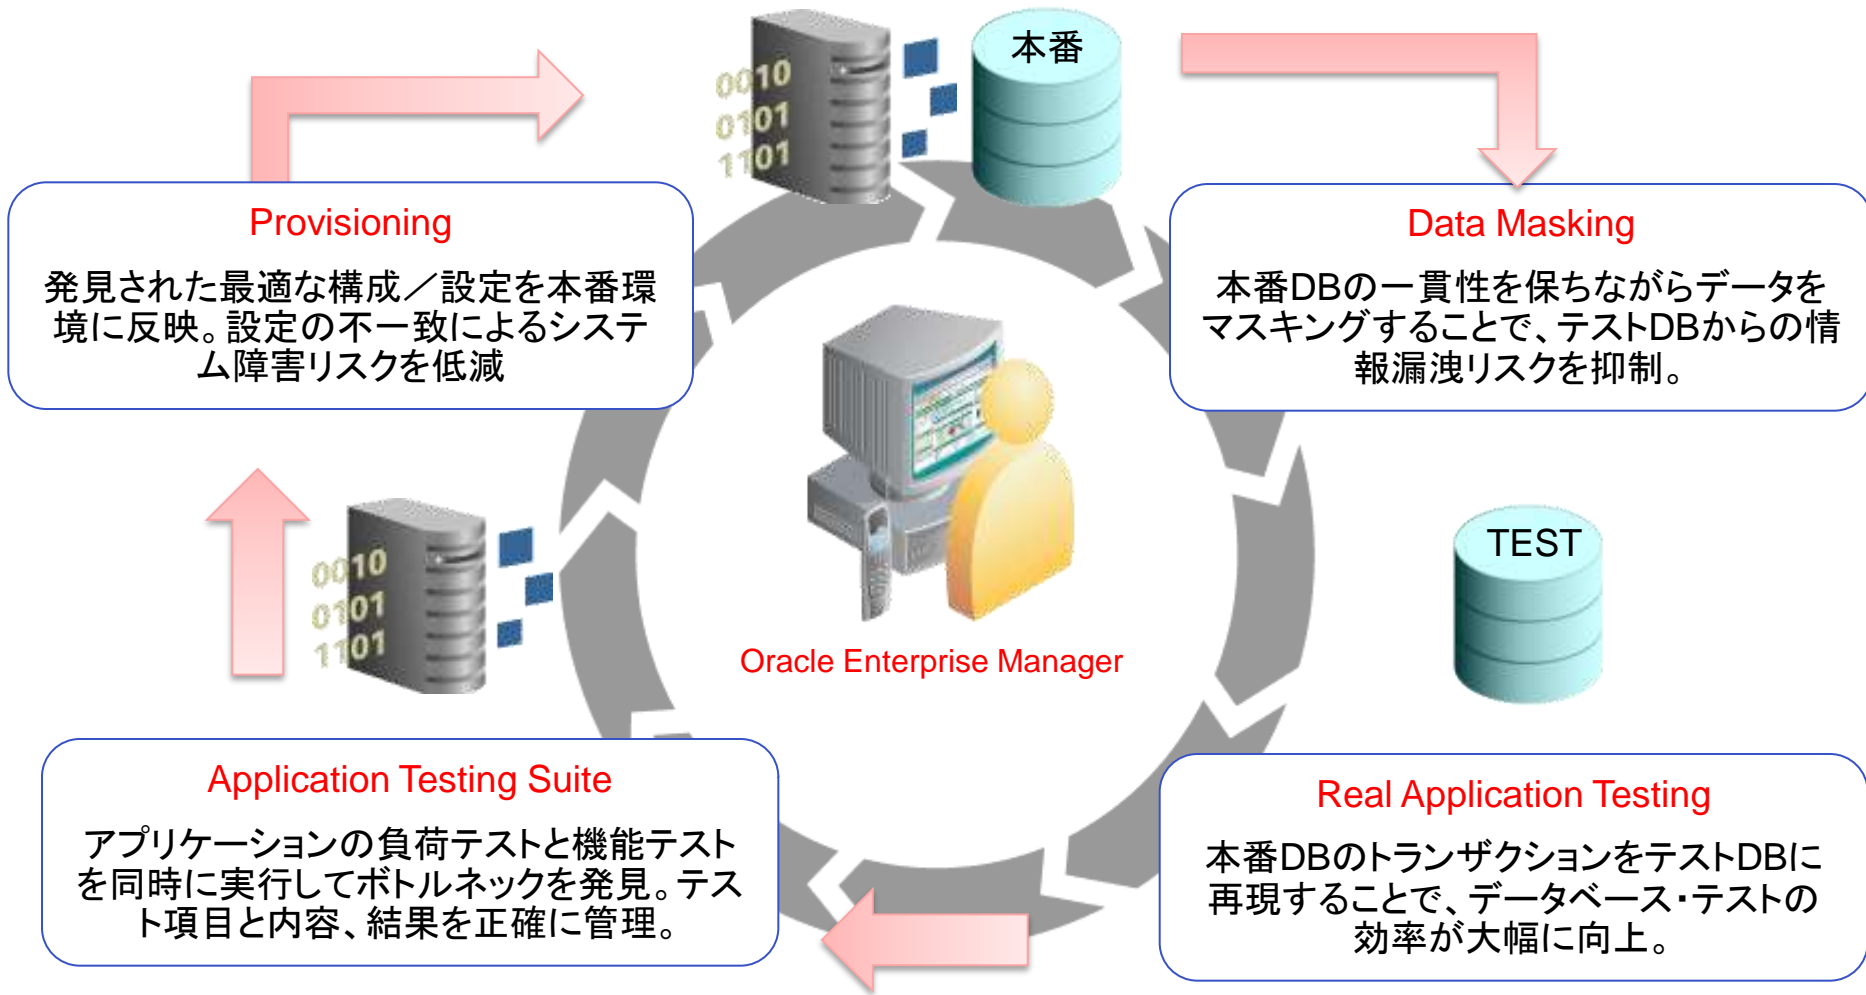 本番
0010
0101
1101
Provisioning
発見された最適な構成／設定を本番環
境に反映。設定の不一致によるシステ
ム障害リスクを低減
Data Masking
本番DBの一貫性を保ちながらデータを
マスキングすることで、テストDBからの情
報漏洩リスクを抑制。
0010
0101
1101
TEST
Oracle Enterprise Manager
Application Testing Suite
アプリケーションの負荷テストと機能テスト
を同時に実行してボトルネックを発見。テス
ト項目と内容、結果を正確に管理。
Real Application Testing
本番DBのトランザクションをテストDBに
再現することで、データベース・テストの
効率が大幅に向上。